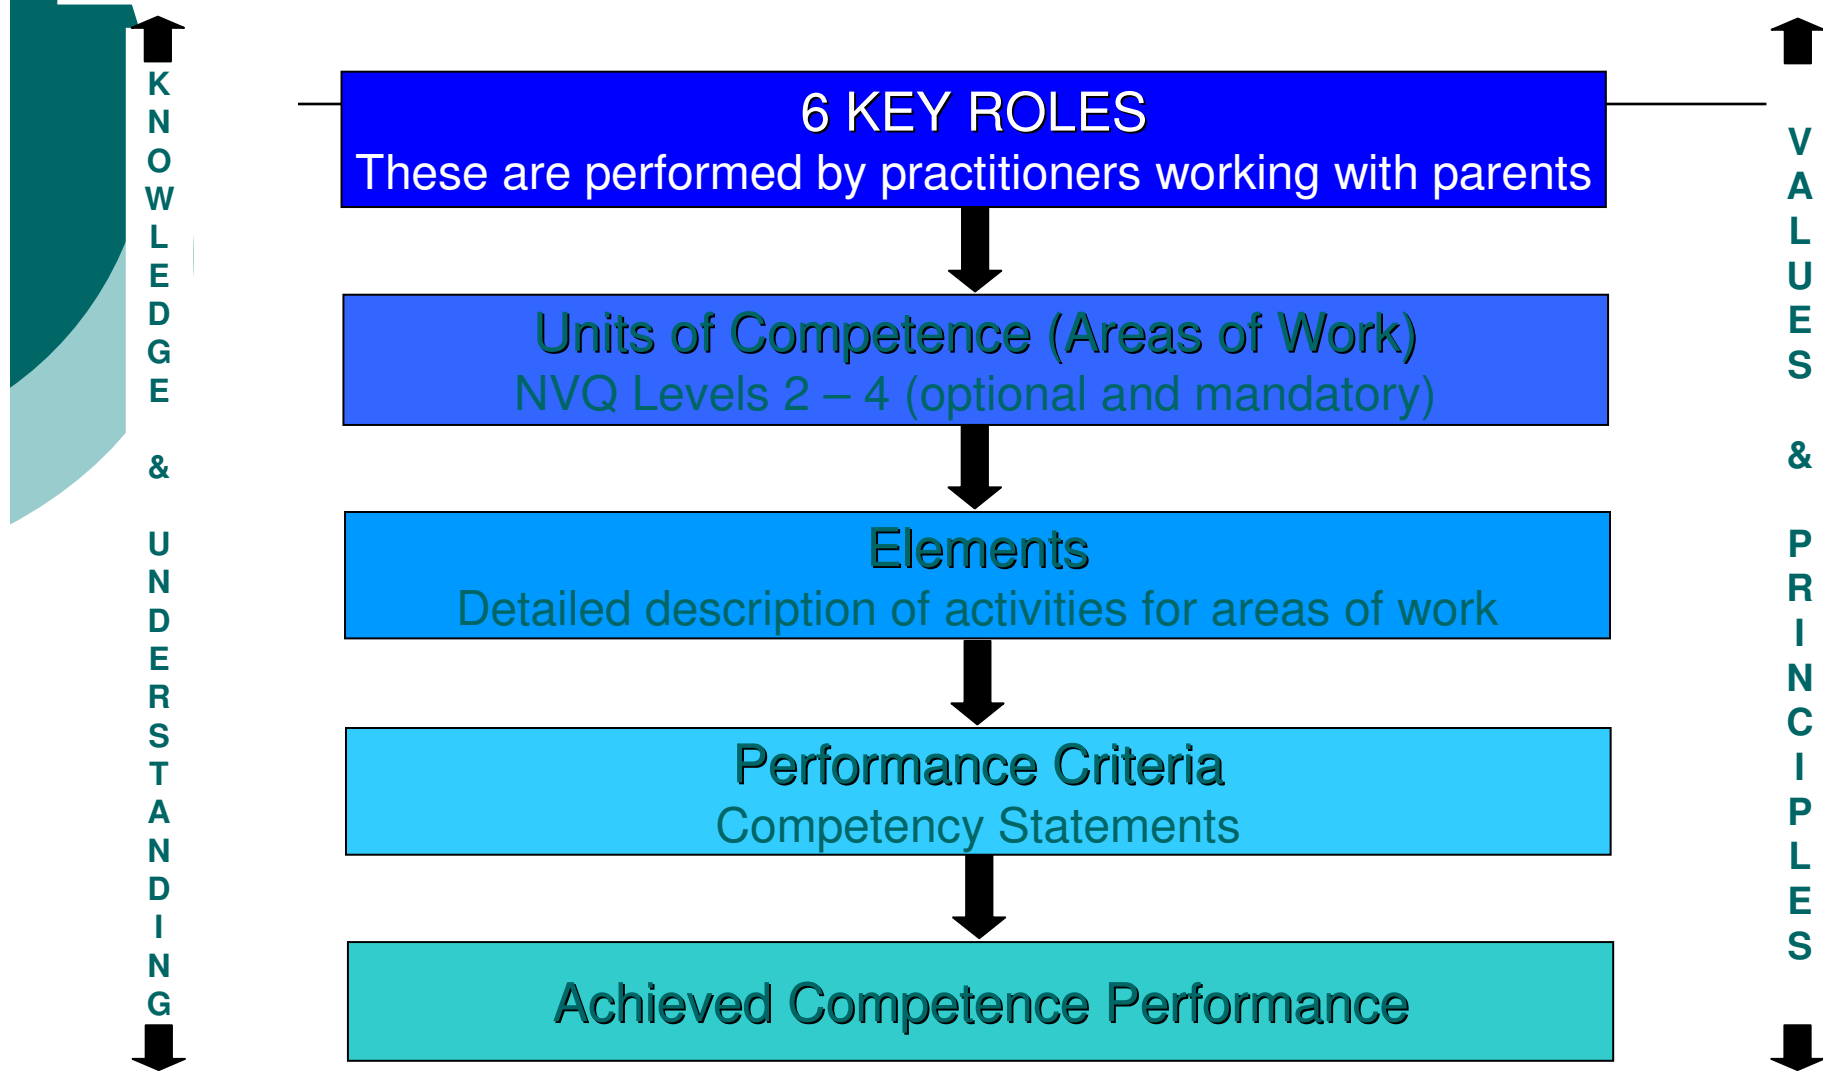 KNOWLEDGE & UNDERSTANDING
6 KEY ROLES
These are performed by practitioners working with parents
Units of Competence (Areas of Work)
NVQ Levels 2 – 4 (optional and mandatory)
Elements
Detailed description of activities for areas of work
Performance Criteria
Competency Statements
Achieved Competence Performance
VALUES & PRINCIPLES